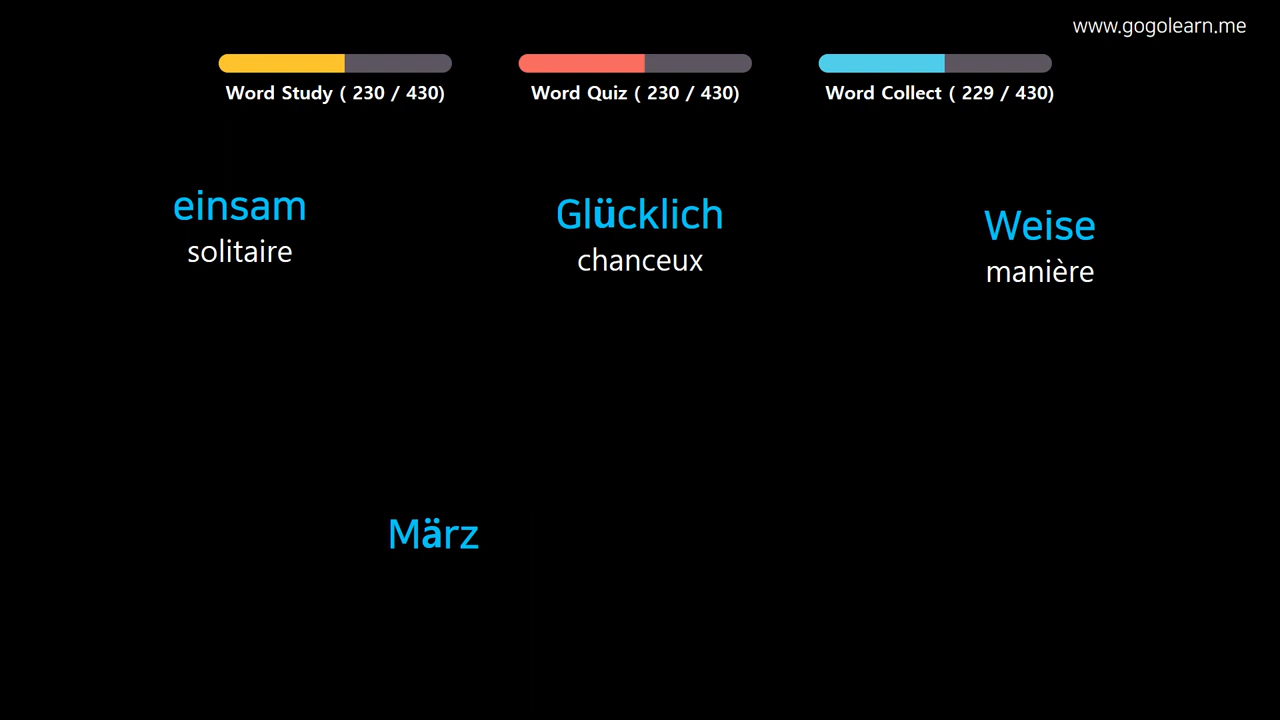 www.gogolearn.me
Word Study ( 230 / 430)
Word Quiz ( 230 / 430)
Word Collect ( 229 / 430)
einsam
solitaire
Glücklich
chanceux
Weise
manière
März